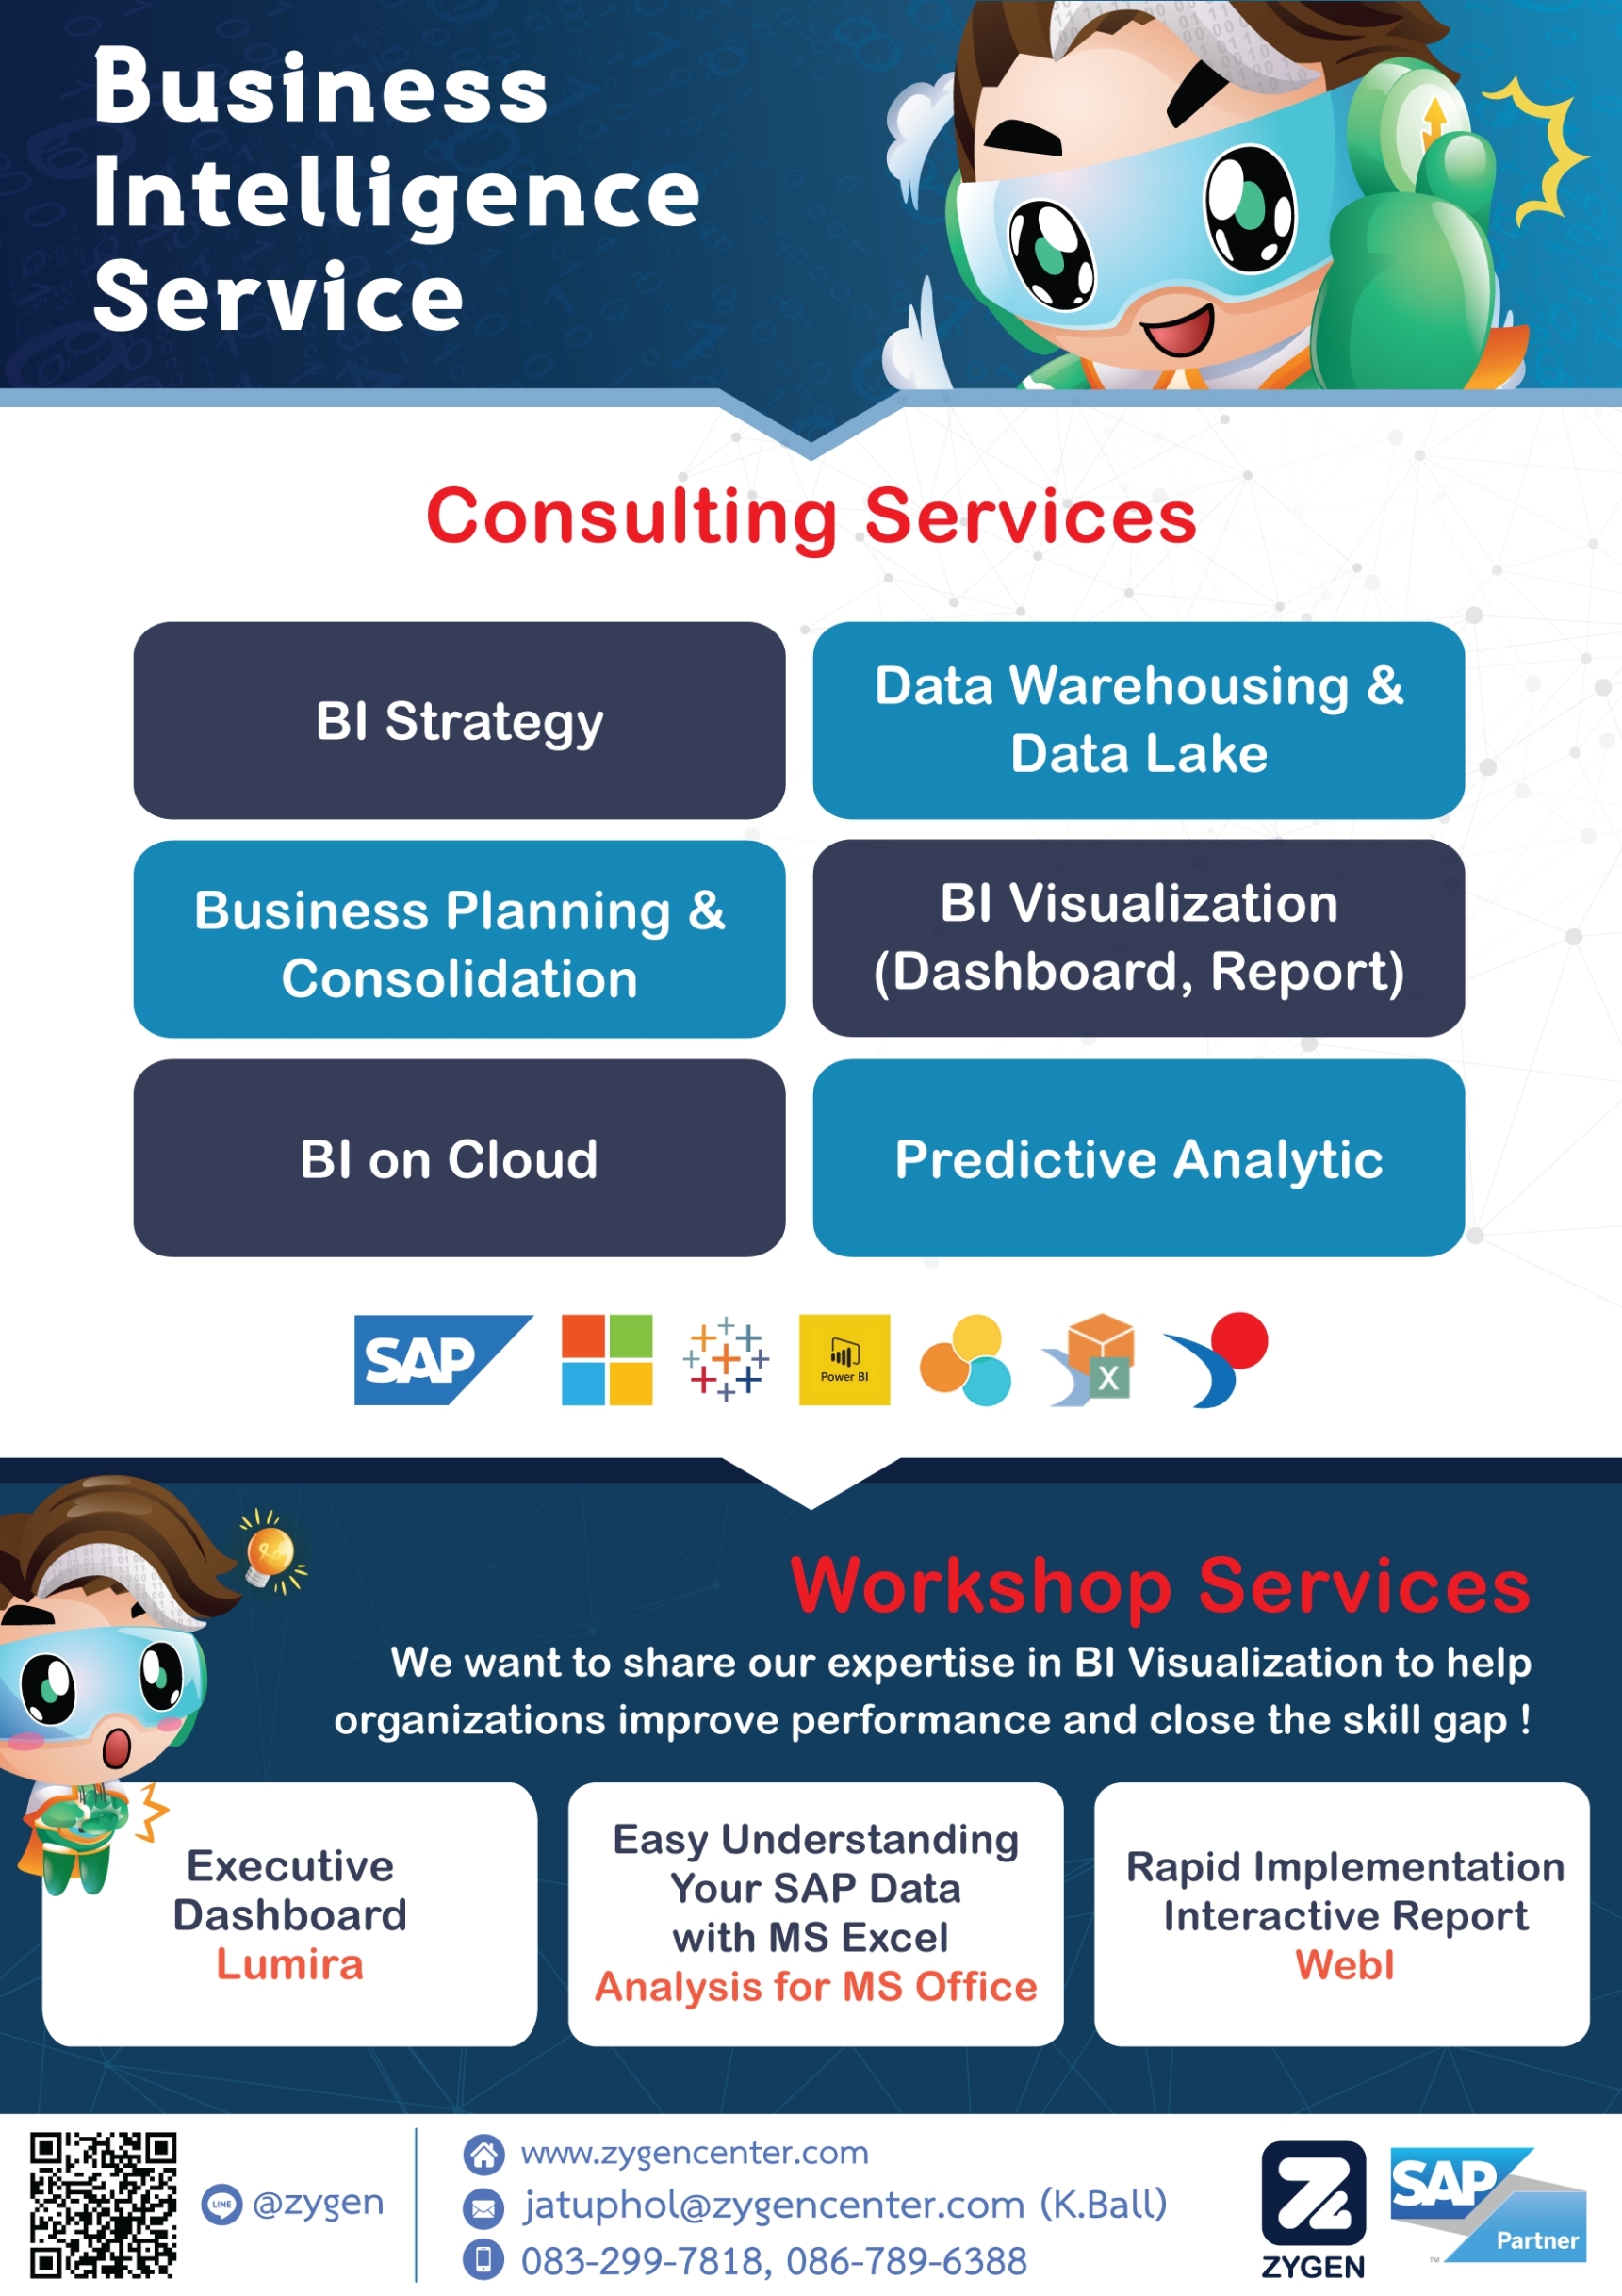 Business
Intelligence
Service
Consulting Services
BI Strategy
Data Warehousing &
Data Lake
Business Planning &
Consolidation
BI Visualization
(Dashboard, Report)
BI on Cloud
Predictive Analytic
SAP
Power BI
X
Workshop Services
We want to share our expertise in BI Visualization to help
organizations improve performance and close the skill gap !
Executive
Dashboard
Lumira
Easy Understanding
Your SAP Data
with MS Excel
Analysis for MS Office
Rapid Implementation
Interactive Report
WebI
LINE @zygen
www.zygencenter.com
jatuphol@zygencenter.com (K.Ball)
083-299-7818, 086-789-6388
Z
ZYGEN
SAP
Partner
TM